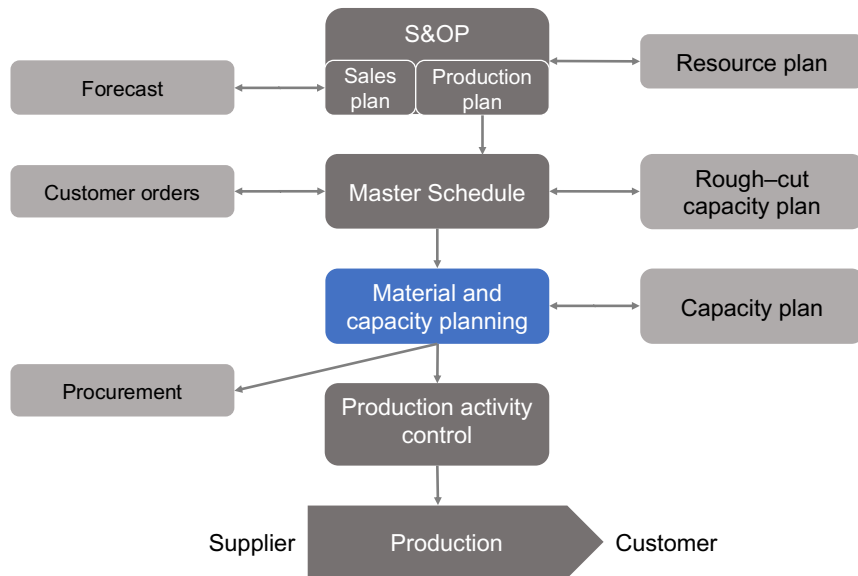 S&OP
Forecast
Sales
plan
Production
plan
Resource plan
Customer orders
Master Schedule
Rough–cut
capacity plan
Material and
capacity planning
Capacity plan
Procurement
Production activity
control
Supplier
Production
Customer